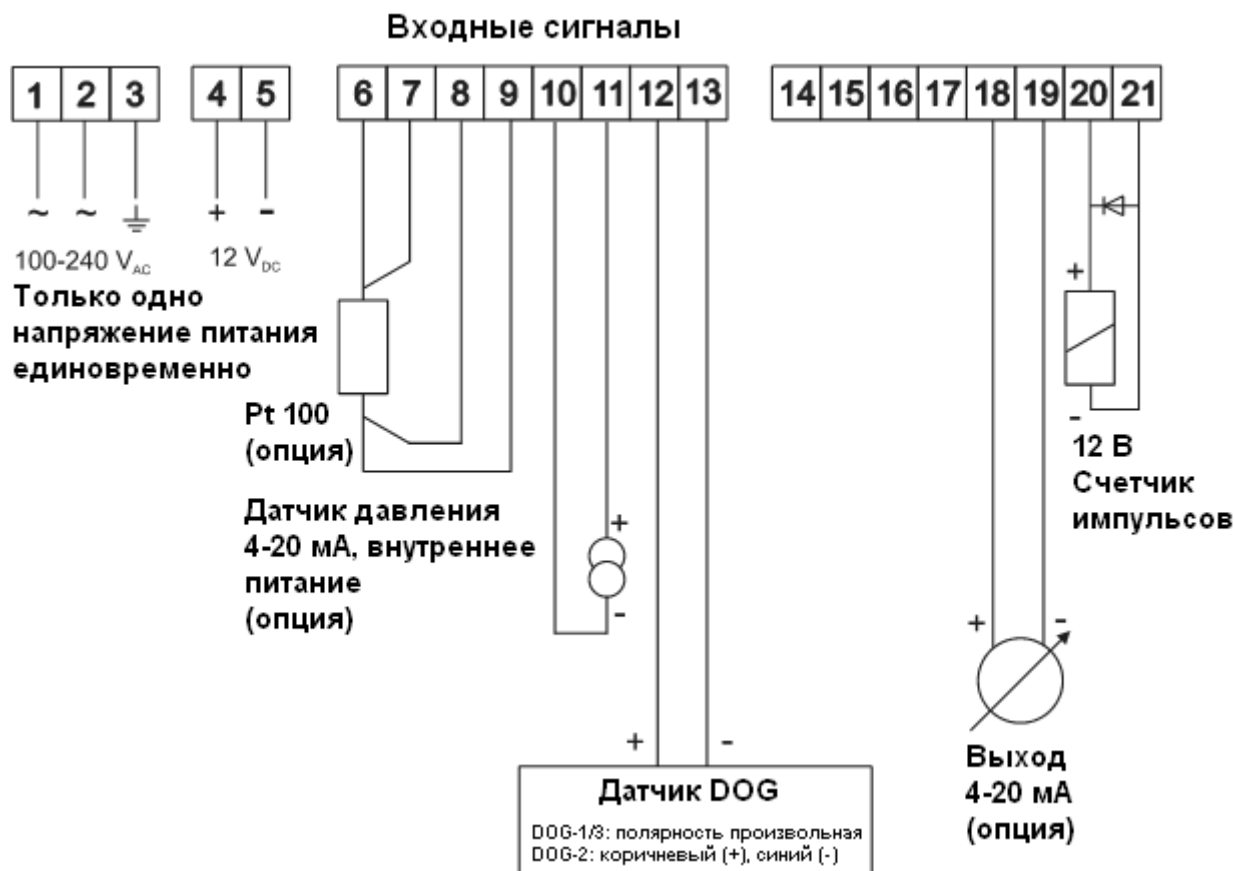 Входные сигналы
1 2 3 4 5 6 7 8 9 10 11 12 13 14 15 16 17 18 19 20 21
~ ~ + -
100-240 V_AC 12 V_DC
Только одно
напряжение питания
единовременно
+
-
Pt 100
(опция)
12 В
Счетчик
импульсов
Датчик давления
4-20 мА, внутреннее
питание
(опция)
+
-
+ -
Выход
4-20 мА
(опция)
+ -
Датчик DOG
DOG-1/3: полярность произвольная
DOG-2: коричневый (+), синий (-)